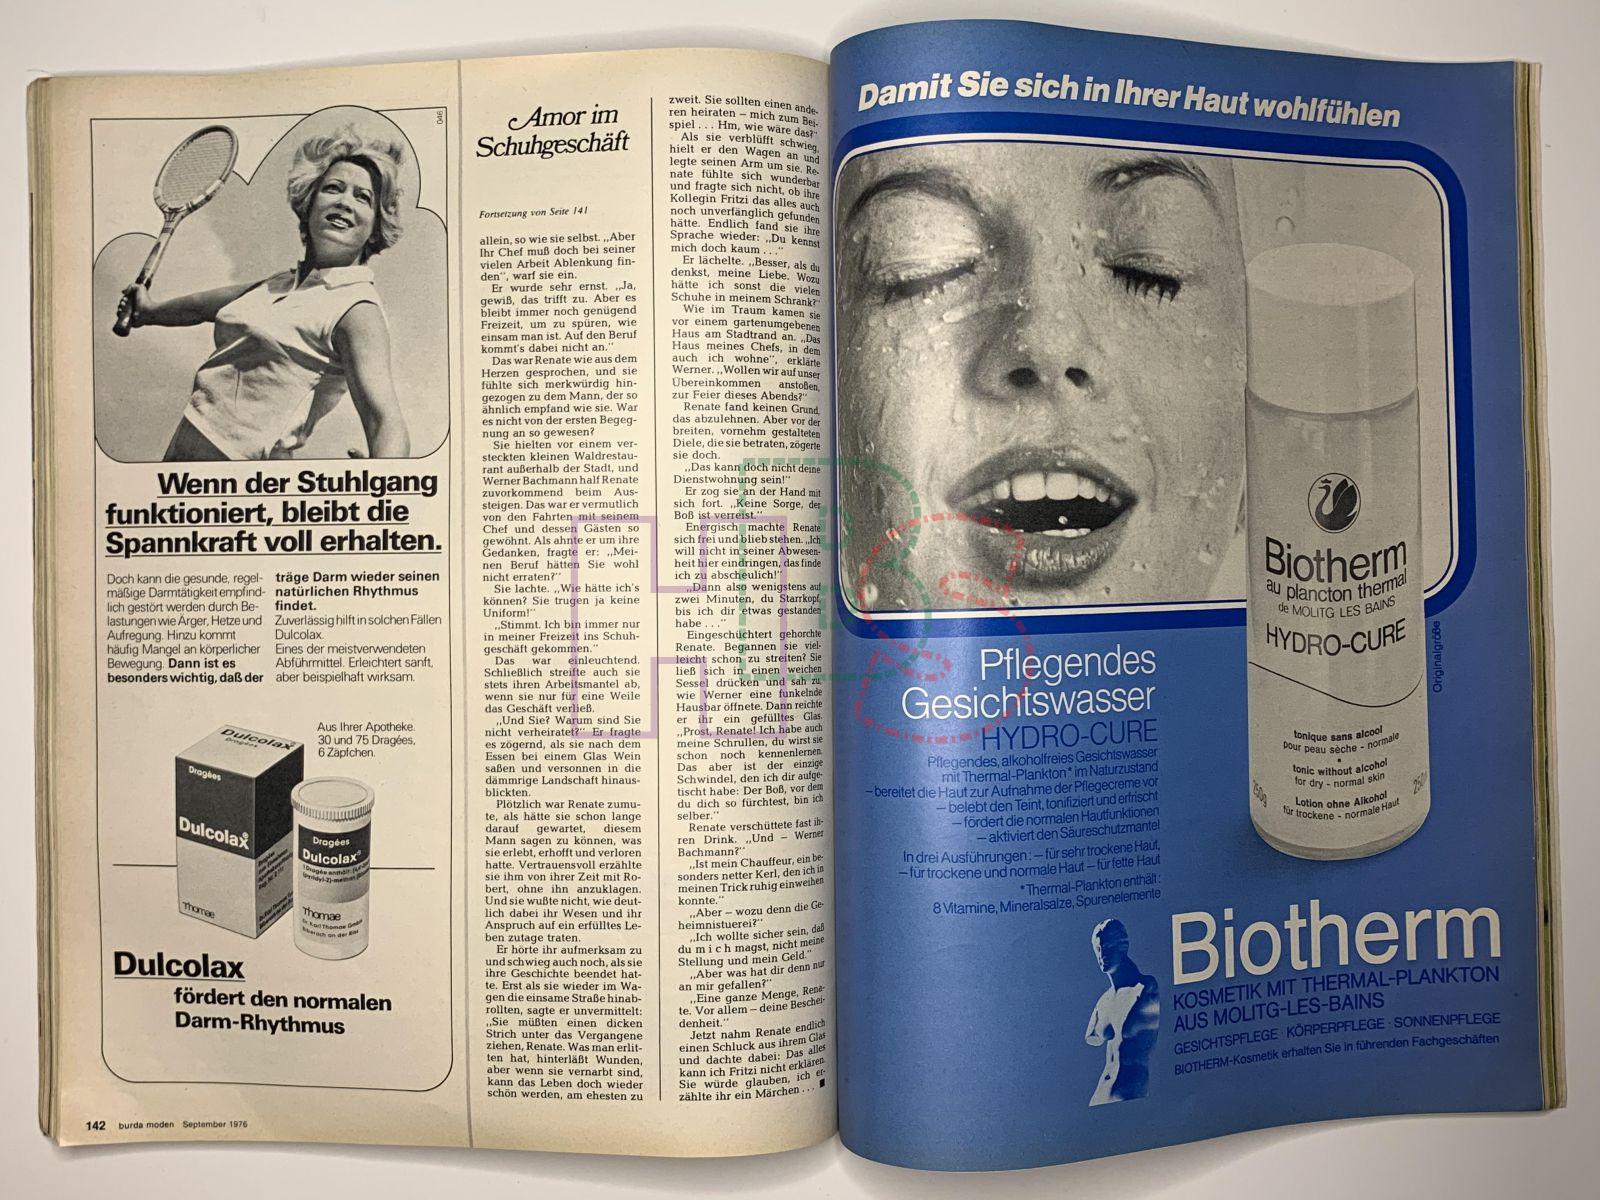 046
Wenn der Stuhlgang
funktioniert, bleibt die
Spannkraft voll erhalten.
Doch kann die gesunde, regel-
mäßige Darmtätigkeit empfind-
lich gestört werden durch Be-
lastungen wie Ärger, Hetze und
Aufregung. Hinzu kommt
häufig Mangel an körperlicher
Bewegung. Dann ist es
besonders wichtig, daß der
träge Darm wieder seinen
natürlichen Rhythmus
findet.
Zuverlässig hilft in solchen Fällen
Dulcolax.
Eines der meistverwendeten
Abführmittel. Erleichtert sanft,
aber beispielhaft wirksam.
Aus Ihrer Apotheke.
30 und 75 Dragées,
6 Zäpfchen.
Dulcolax
Dragées
Dragées
Dulcolax®
Thomae
Dragées
Dulcolax®
Thomae
Dr. Karl Thomae GmbH
Biberach an der Riss
Dulcolax
fördert den normalen
Darm-Rhythmus
142 burda moden September 1976
Amor im
Schuhgeschäft
Fortsetzung von Seite 141
allein, so wie sie selbst. „Aber
Ihr Chef muß doch bei seiner
vielen Arbeit Ablenkung fin-
den“, warf sie ein.
Er wurde sehr ernst. „Ja,
gewiß, das trifft zu. Aber es
bleibt immer noch genügend
Freizeit, um zu spüren, wie
einsam man ist. Auf den Beruf
kommt's dabei nicht an.“
Das war Renate wie aus dem
Herzen gesprochen, und sie
fühlte sich merkwürdig hin-
gezogen zu dem Mann, der so
ähnlich empfand wie sie. War
es nicht von der ersten Begeg-
nung an so gewesen?
Sie hielten vor einem ver-
steckten kleinen Waldrestau-
rant außerhalb der Stadt, und
Werner Bachmann half Renate
zuvorkommend beim Aus-
steigen. Das war er vermutlich
von den Fahrten mit seinem
Chef und dessen Gästen so
gewöhnt. Als ahnte er um ihre
Gedanken, fragte er: „Mei-
nen Beruf hätten Sie wohl
nicht erraten?“
Sie lachte. „Wie hätte ich's
können? Sie trugen ja keine
Uniform!“
„Stimmt. Ich bin immer nur
in meiner Freizeit ins Schuh-
geschäft gekommen.“
Das war einleuchtend.
Schließlich streifte auch sie
stets ihren Arbeitsmantel ab,
wenn sie nur für eine Weile
das Geschäft verließ.
„Und Sie? Warum sind Sie
nicht verheiratet?“ Er fragte
es zögernd, als sie nach dem
Essen bei einem Glas Wein
saßen und versonnen in die
dämmrige Landschaft hinaus-
blickten.
Plötzlich war Renate zumu-
te, als hätte sie schon lange
darauf gewartet, diesem
Mann sagen zu können, was
sie erlebt, erhofft und verloren
hatte. Vertrauensvoll erzählte
sie ihm von ihrer Zeit mit Ro-
bert, ohne ihn anzuklagen.
Und sie wußte nicht, wie deut-
lich dabei ihr Wesen und ihr
Anspruch auf ein erfülltes Le-
ben zutage traten.
Er hörte ihr aufmerksam zu
und schwieg auch noch, als sie
ihre Geschichte beendet hat-
te. Erst als sie wieder im Wa-
gen die einsame Straße hinab-
rollten, sagte er unvermittelt:
„Sie müßten einen dicken
Strich unter das Vergangene
ziehen, Renate. Was man erlit-
ten hat, hinterläßt Wunden,
aber wenn sie vernarbt sind,
kann das Leben doch wieder
schön werden, am ehesten zu
zweit. Sie sollten einen ande-
ren heiraten – mich zum Bei-
spiel . . . Hm, wie wäre das?“
Als sie verblüfft schwieg,
hielt er den Wagen an und
legte seinen Arm um sie. Re-
nate fühlte sich wunderbar
und fragte sich nicht, ob ihre
Kollegin Fritzi das alles auch
noch unverfänglich gefunden
hätte. Endlich fand sie ihre
Sprache wieder: „Du kennst
mich doch kaum . . .“
Er lächelte. „Besser, als du
denkst, meine Liebe. Wozu
hätte ich sonst die vielen
Schuhe in meinem Schrank?“
Wie im Traum kamen sie
vor einem gartenumgebenen
Haus am Stadtrand an. „Das
Haus meines Chefs, in dem
auch ich wohne“, erklärte
Werner. „Wollen wir auf unser
Übereinkommen anstoßen,
zur Feier dieses Abends?“
Renate fand keinen Grund,
das abzulehnen. Aber vor der
breiten, vornehm gestalteten
Diele, die sie betraten, zögerte
sie doch.
„Das kann doch nicht deine
Dienstwohnung sein!“
Er zog sie an der Hand mit
sich fort. „Keine Sorge, der
Boß ist verreist.“
Energisch machte Renate
sich frei und blieb stehen. „Ich
will nicht in seiner Abwesen-
heit hier eindringen, das finde
ich zu abscheulich!“
„Dann also wenigstens auf
zwei Minuten, du Starrkopf,
bis ich dir etwas gestanden
habe . . .“
Eingeschüchtert gehorchte
Renate. Begannen sie viel-
leicht schon zu streiten? Sie
ließ sich in einen weichen
Sessel drücken und sah zu,
wie Werner eine funkelnde
Hausbar öffnete. Dann reichte
er ihr ein gefülltes Glas.
„Prost, Renate! Ich habe auch
meine Schrullen, du wirst sie
schon noch kennenlernen.
Das aber ist der einzige
Schwindel, den ich dir aufge-
tischt habe: Der Boß, vor dem
du dich so fürchtest, bin ich
selber.“
Renate verschüttete fast ih-
ren Drink. „Und – Werner
Bachmann?“
„Ist mein Chauffeur, ein be-
sonders netter Kerl, den ich in
meinen Trick ruhig einweihen
konnte.“
„Aber – wozu denn die Ge-
heimnistuerei?“
„Ich wollte sicher sein, daß
du m i c h magst, nicht meine
Stellung und mein Geld.“
„Aber was hat dir denn nur
an mir gefallen?“
„Eine ganze Menge, Rena-
te. Vor allem – deine Beschei-
denheit.“
Jetzt nahm Renate endlich
einen Schluck aus ihrem Glas
und dachte dabei: Das alles
kann ich Fritzi nicht erklären.
Sie würde glauben, ich er-
zählte ihr ein Märchen . . . ■
Damit Sie sich in Ihrer Haut wohlfühlen
Biotherm
au plancton thermal
de MOLITG LES BAINS
HYDRO-CURE
tonique sans alcool
pour peau sèche - normale
tonic without alcohol
for dry - normal skin
Lotion ohne Alkohol
für trockene - normale Haut
250g
Originalgröße
Pflegendes
Gesichtswasser
HYDRO-CURE
Pflegendes, alkoholfreies Gesichtswasser
mit Thermal-Plankton* im Naturzustand
– bereitet die Haut zur Aufnahme der Pflegecreme vor
– belebt den Teint, tonifiziert und erfrischt
– fördert die normalen Hautfunktionen
– aktiviert den Säureschutzmantel
In drei Ausführungen: – für sehr trockene Haut,
– für trockene und normale Haut – für fette Haut
*Thermal-Plankton enthält:
8 Vitamine, Mineralsalze, Spurenelemente
Biotherm
KOSMETIK MIT THERMAL-PLANKTON
AUS MOLITG-LES-BAINS
GESICHTSPFLEGE · KÖRPERPFLEGE · SONNENPFLEGE
BIOTHERM-Kosmetik erhalten Sie in führenden Fachgeschäften